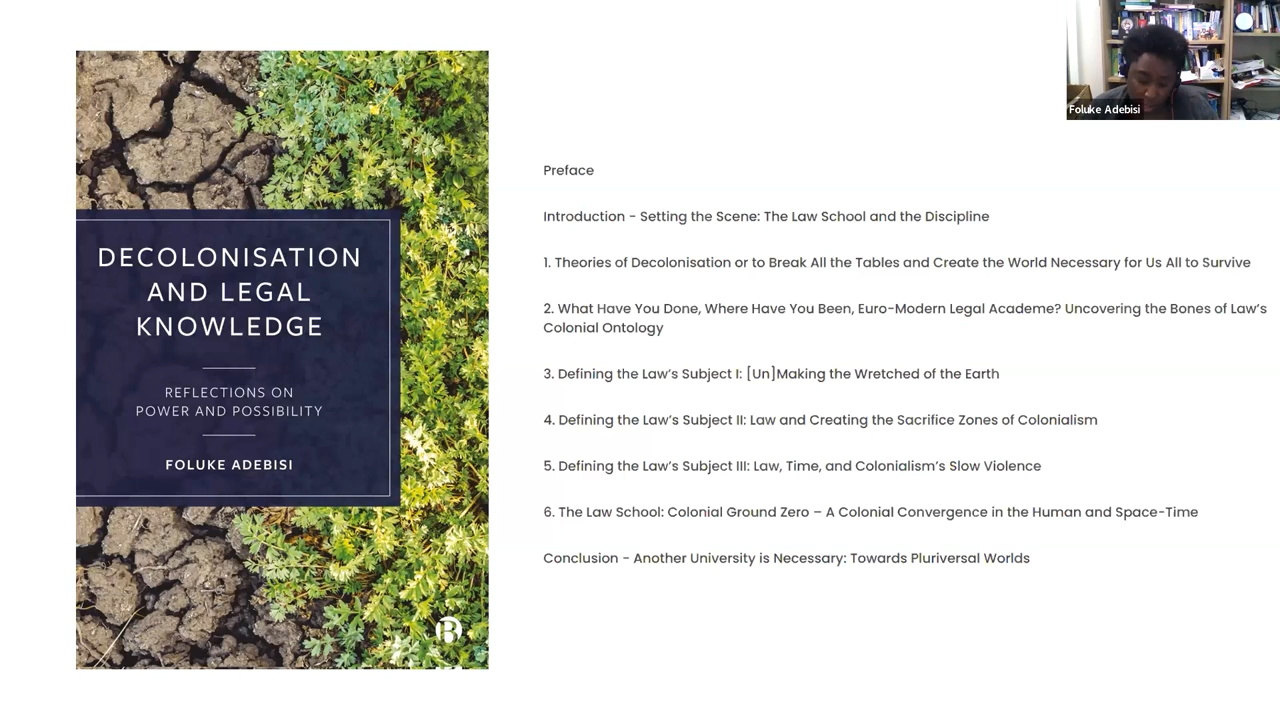 Foluke Adebisi
DECOLONISATION
AND LEGAL
KNOWLEDGE
REFLECTIONS ON
POWER AND POSSIBILITY
FOLUKE ADEBISI
Preface
Introduction - Setting the Scene: The Law School and the Discipline
1. Theories of Decolonisation or to Break All the Tables and Create the World Necessary for Us All to Survive
2. What Have You Done, Where Have You Been, Euro-Modern Legal Academe? Uncovering the Bones of Law’s
Colonial Ontology
3. Defining the Law’s Subject I: [Un]Making the Wretched of the Earth
4. Defining the Law’s Subject II: Law and Creating the Sacrifice Zones of Colonialism
5. Defining the Law’s Subject III: Law, Time, and Colonialism’s Slow Violence
6. The Law School: Colonial Ground Zero – A Colonial Convergence in the Human and Space-Time
Conclusion - Another University is Necessary: Towards Pluriversal Worlds